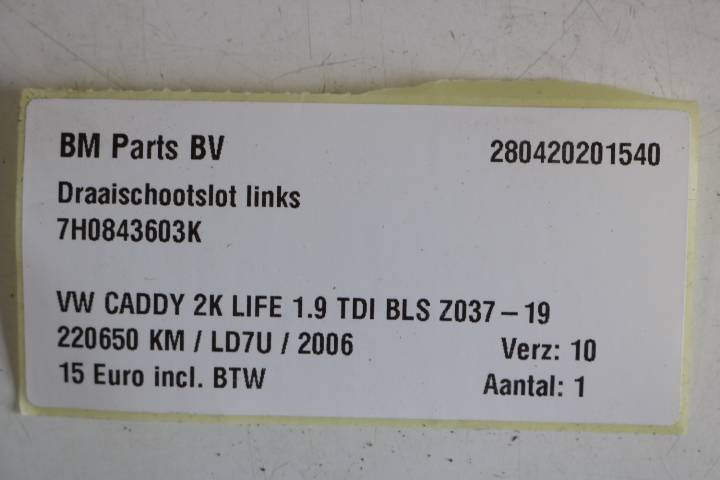 BM Parts BV 280420201540
Draaischootslot links
7H0843603K
VW CADDY 2K LIFE 1.9 TDI BLS Z037-19
220650 KM / LD7U / 2006 Verz: 10
15 Euro incl. BTW Aantal: 1